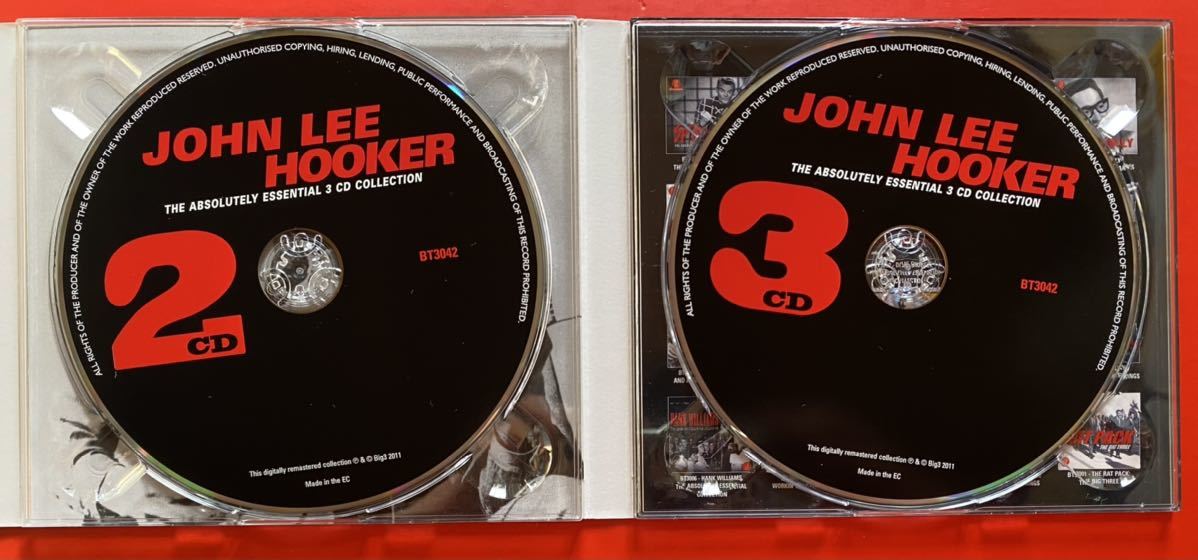 ALL RIGHTS OF THE PRODUCER AND OF THE OWNER OF THE WORK REPRODUCED RESERVED. UNAUTHORISED COPYING, HIRING, LENDING, PUBLIC PERFORMANCE AND BROADCASTING OF THIS RECORD PROHIBITED.
JOHN LEE
HOOKER
THE ABSOLUTELY ESSENTIAL 3 CD COLLECTION
2
CD
BT3042
This digitally remastered collection ℗ & © Big3 2011
Made in the EC
ALL RIGHTS OF THE PRODUCER AND OF THE OWNER OF THE WORK REPRODUCED RESERVED. UNAUTHORISED COPYING, HIRING, LENDING, PUBLIC PERFORMANCE AND BROADCASTING OF THIS RECORD PROHIBITED.
JOHN LEE
HOOKER
THE ABSOLUTELY ESSENTIAL 3 CD COLLECTION
3
CD
BT3042
This digitally remastered collection ℗ & © Big3 2011
Made in the EC
HANK WILLIAMS
BT3006 - HANK WILLIAMS
THE ABSOLUTELY ESSENTIAL
COLLECTION
PACK
BT3001 - THE RAT PACK
THE BIG THREE